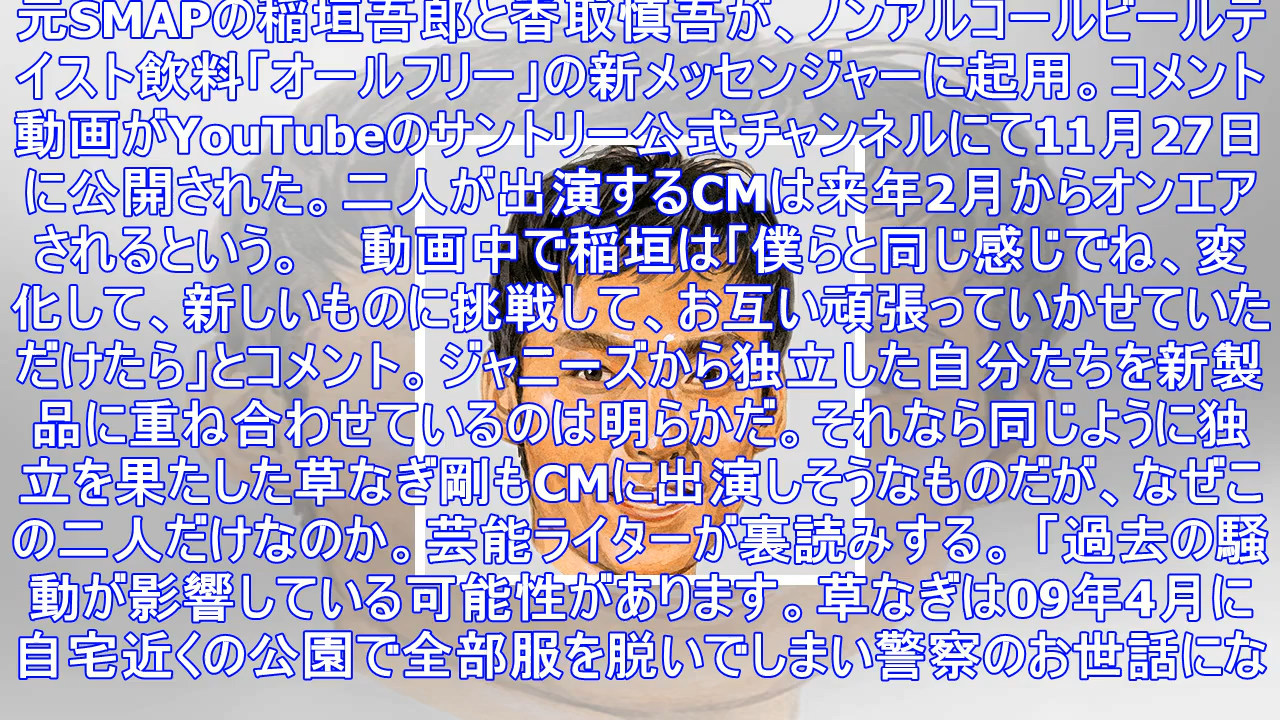 元SMAPの稲垣吾郎と香取慎吾が、ノンアルコールビールテ
イスト飲料「オールフリー」の新メッセンジャーに起用。コメント
動画がYouTubeのサントリー公式チャンネルにて11月27日
に公開された。二人が出演するCMは来年2月からオンエア
されるという。　動画中で稲垣は「僕らと同じ感じでね、変
化して、新しいものに挑戦して、お互い頑張っていかせていた
だけたら」とコメント。ジャニーズから独立した自分たちを新製
品に重ね合わせているのは明らかだ。それなら同じように独
立を果たした草なぎ剛もCMに出演しそうなものだが、なぜこ
の二人だけなのか。芸能ライターが裏読みする。「過去の騒
動が影響している可能性があります。草なぎは09年4月に
自宅近くの公園で全部服を脱いでしまい警察のお世話にな